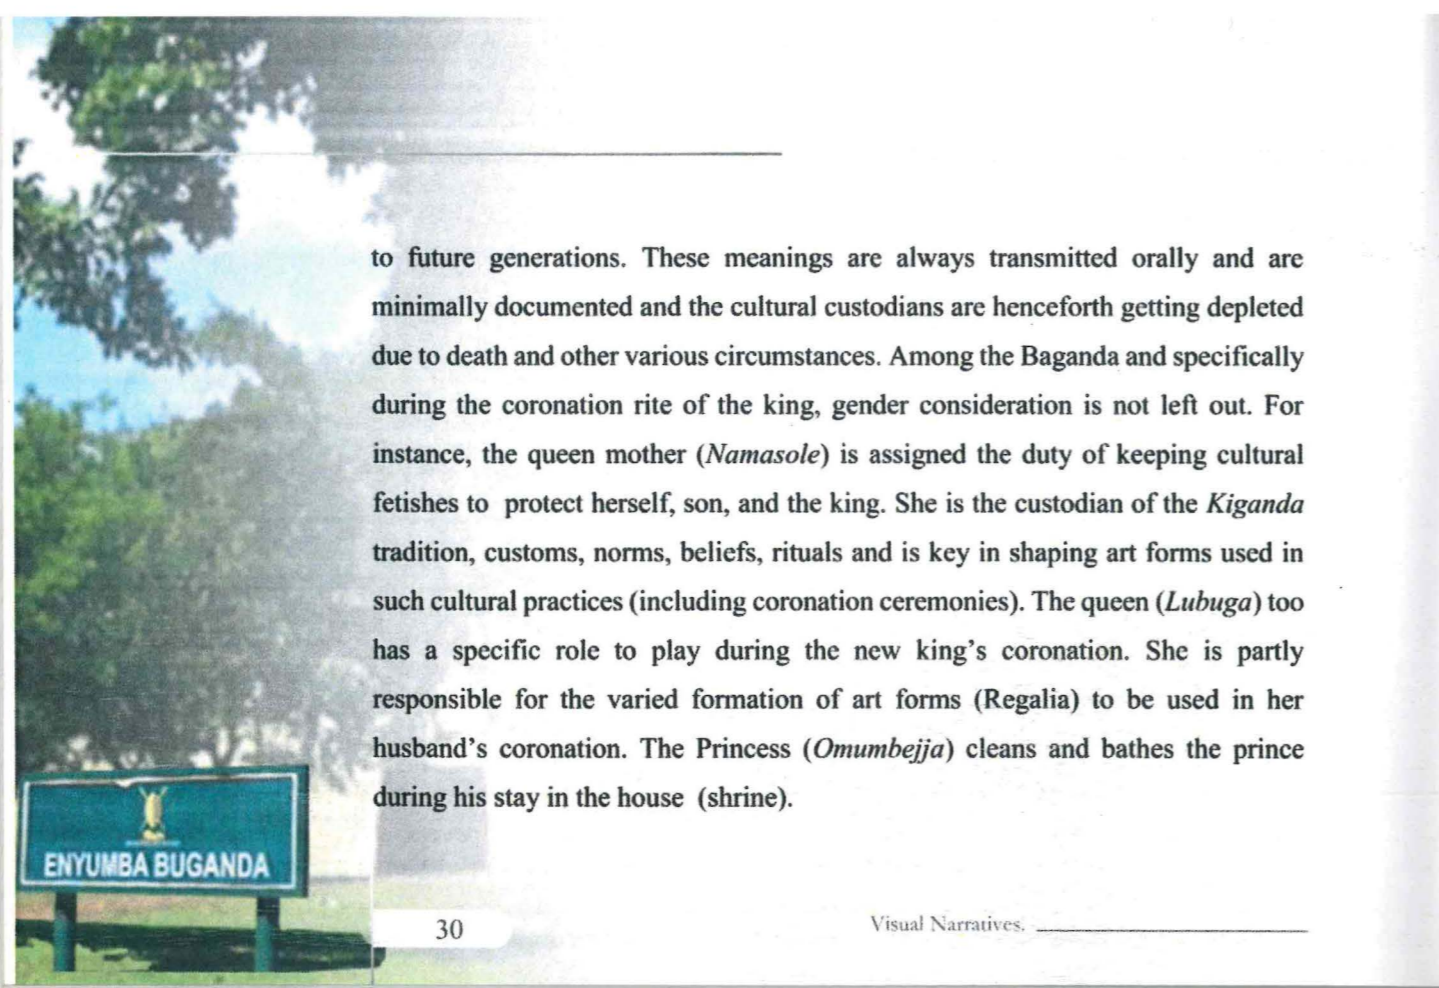 to future generations. These meanings are always transmitted orally and are
minimally documented and the cultural custodians are henceforth getting depleted
due to death and other various circumstances. Among the Baganda and specifically
during the coronation rite of the king, gender consideration is not left out. For
instance, the queen mother (Namasole) is assigned the duty of keeping cultural
fetishes to protect herself, son, and the king. She is the custodian of the Kiganda
tradition, customs, norms, beliefs, rituals and is key in shaping art forms used in
such cultural practices (including coronation ceremonies). The queen (Lubuga) too
has a specific role to play during the new king's coronation. She is partly
responsible for the varied formation of art forms (Regalia) to be used in her
husband's coronation. The Princess (Omumbejja) cleans and bathes the prince
during his stay in the house (shrine).
ENYUMBA BUGANDA
30
Visual Narratives.